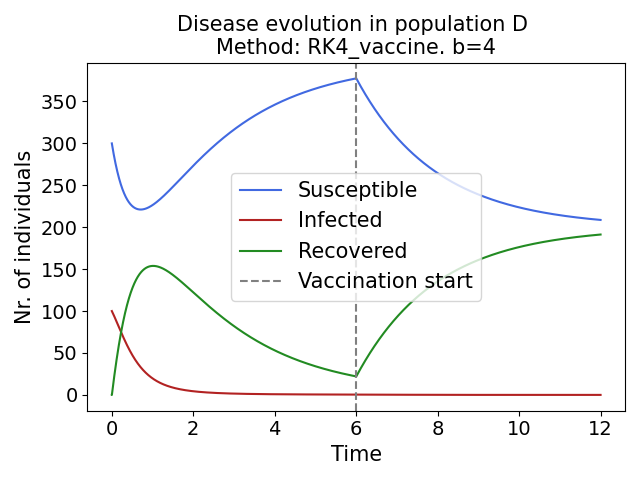 Disease evolution in population D
Method: RK4_vaccine. b=4
Nr. of individuals
350
300
250
200
150
100
50
0
Susceptible
Infected
Recovered
Vaccination start
0 2 4 6 8 10 12
Time